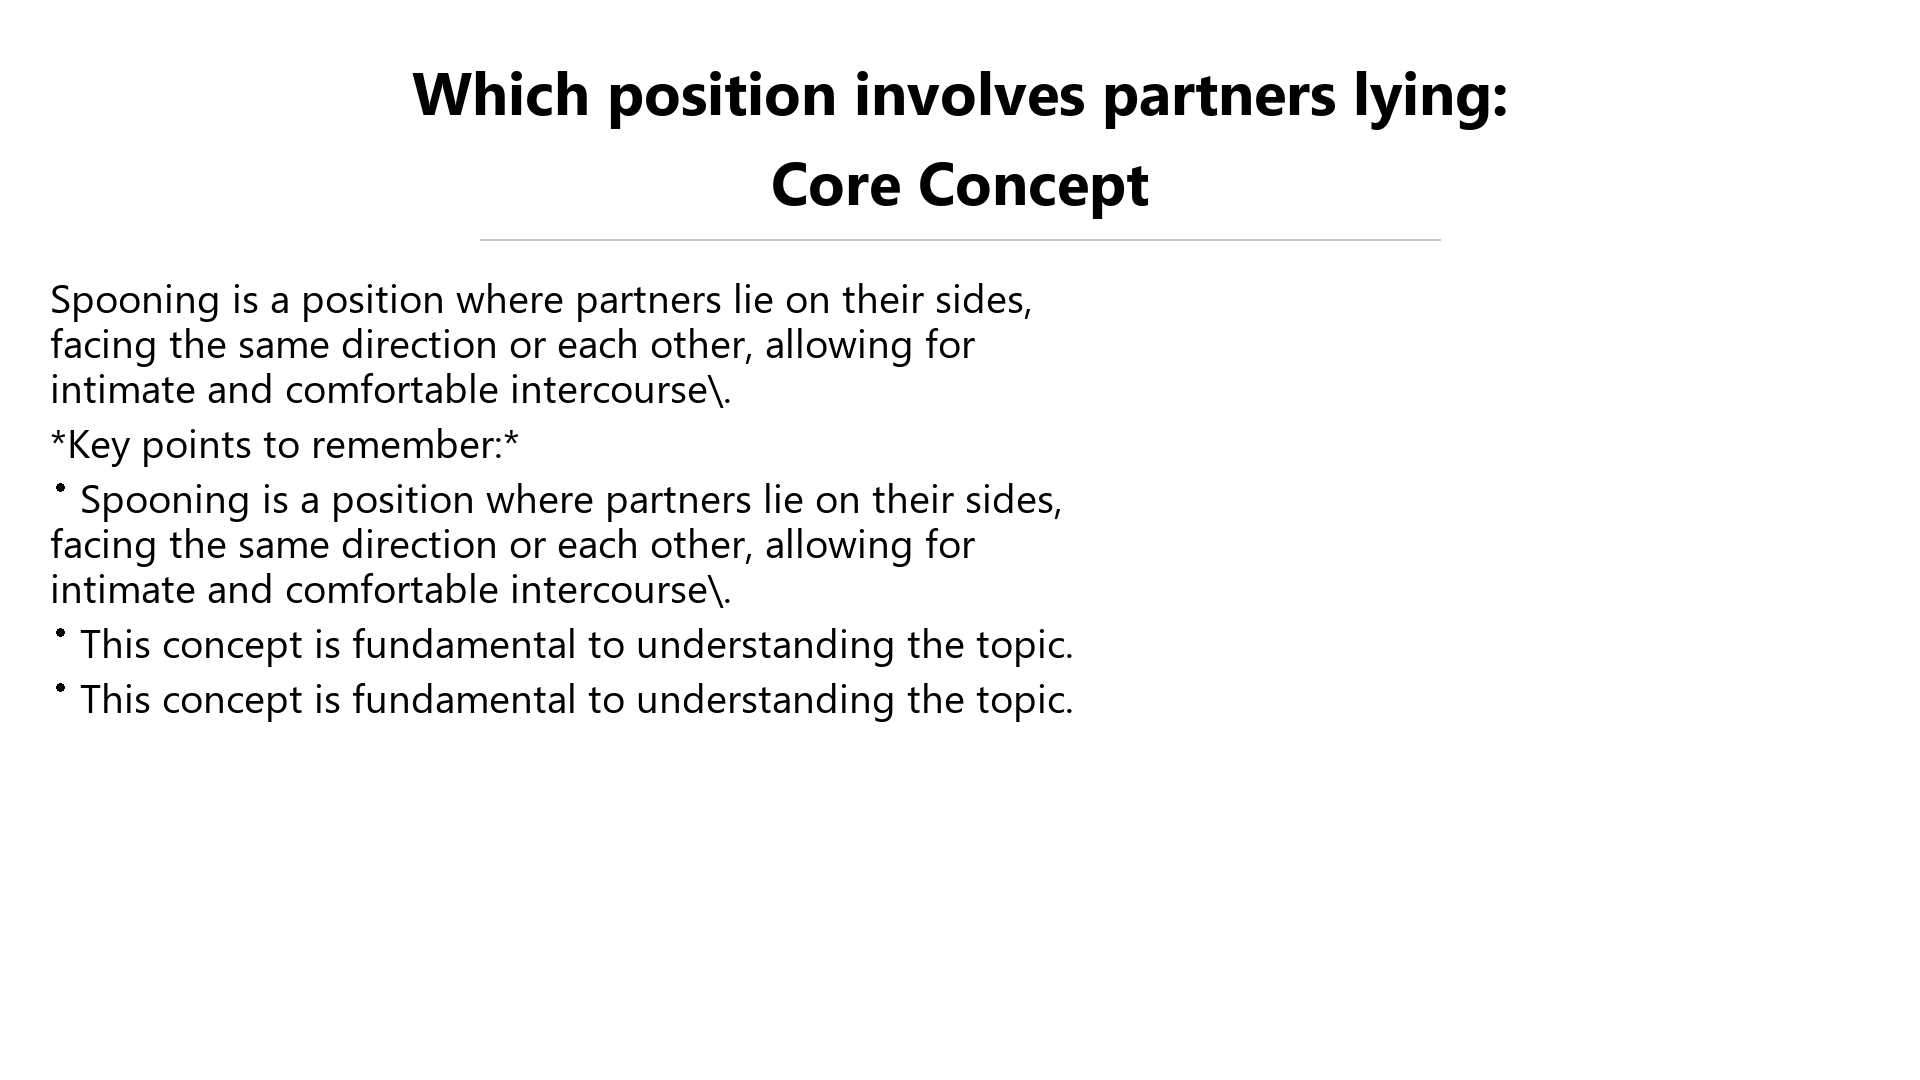 Which position involves partners lying:
Core Concept
Spooning is a position where partners lie on their sides,
facing the same direction or each other, allowing for
intimate and comfortable intercourse\.
*Key points to remember:*
• Spooning is a position where partners lie on their sides,
facing the same direction or each other, allowing for
intimate and comfortable intercourse\.
• This concept is fundamental to understanding the topic.
• This concept is fundamental to understanding the topic.